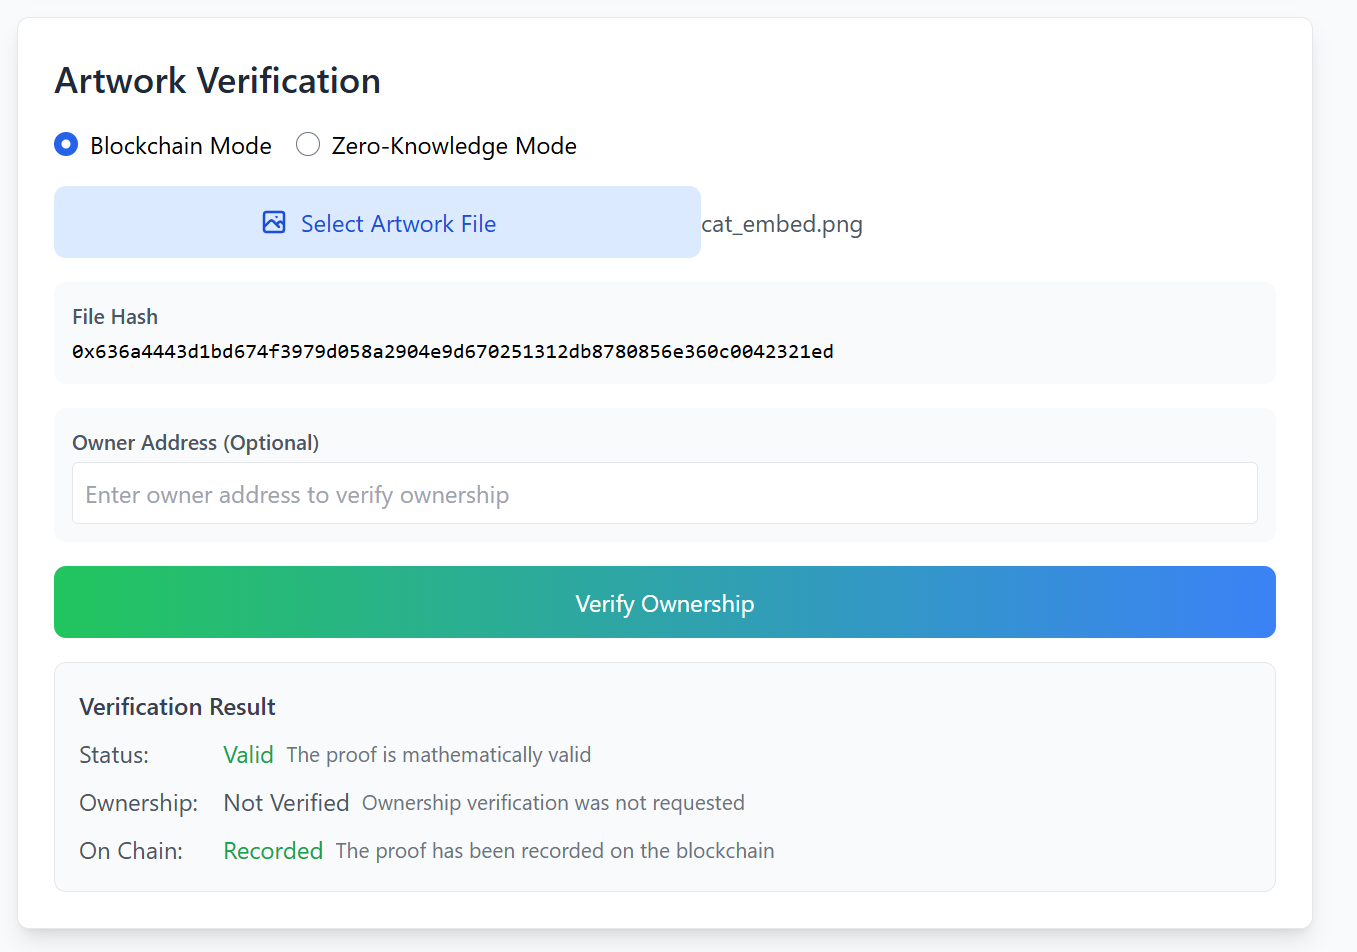 Artwork Verification
Blockchain Mode Zero-Knowledge Mode
Select Artwork File cat_embed.png
File Hash
0x636a4443d1bd674f3979d058a2904e9d670251312db8780856e360c0042321ed
Owner Address (Optional)
Enter owner address to verify ownership
Verify Ownership
Verification Result
Status: Valid The proof is mathematically valid
Ownership: Not Verified Ownership verification was not requested
On Chain: Recorded The proof has been recorded on the blockchain